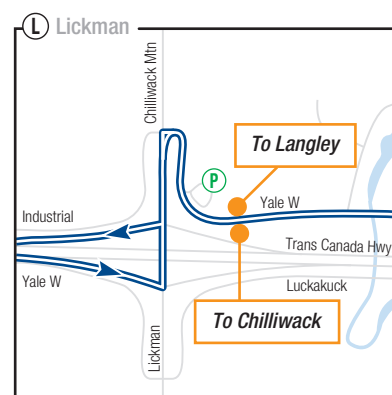 L Lickman
Chilliwack Mtn
To Langley
P
Yale W
Industrial
Trans Canada Hwy
Yale W
Luckakuck
To Chilliwack
Lickman